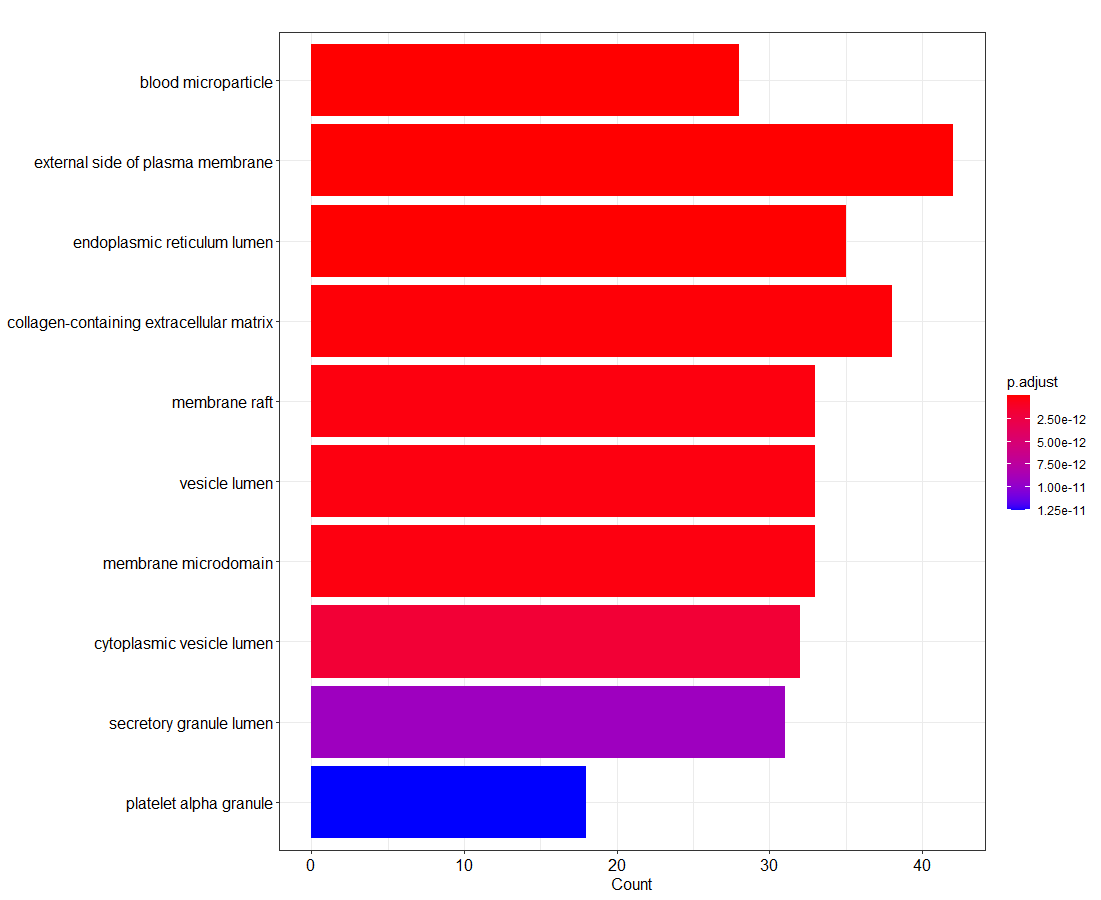 blood microparticle
external side of plasma membrane
endoplasmic reticulum lumen
collagen-containing extracellular matrix
membrane raft
vesicle lumen
membrane microdomain
cytoplasmic vesicle lumen
secretory granule lumen
platelet alpha granule
0 10 20 30 40
Count
p.adjust
2.50e-12
5.00e-12
7.50e-12
1.00e-11
1.25e-11